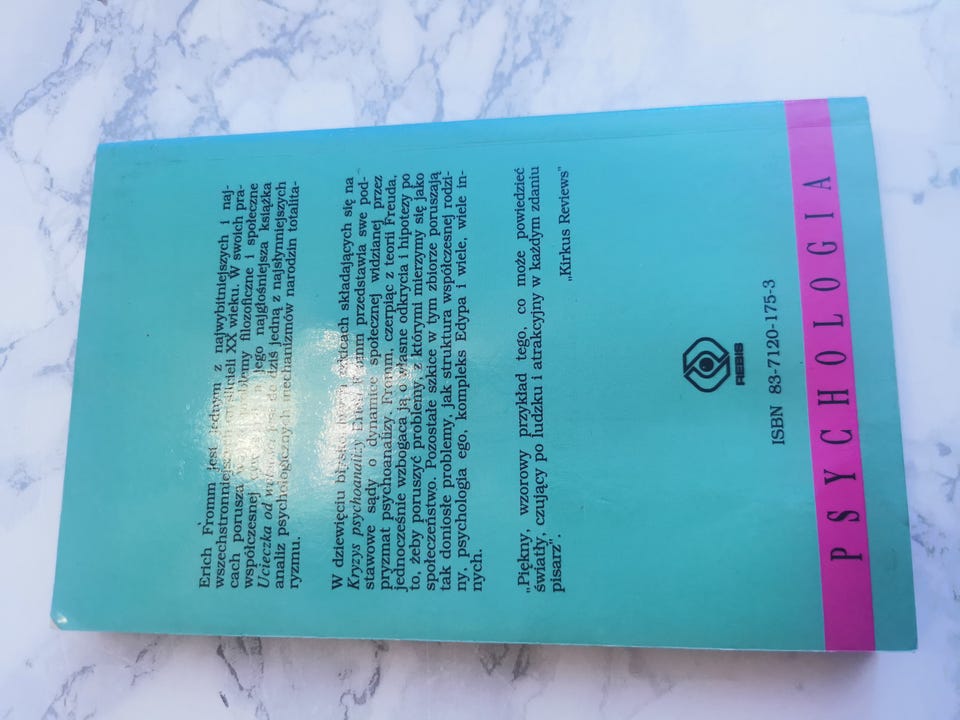 Erich Fromm jest jednym z najwybitniejszych i naj-
wszechstronniejszych myślicieli XX wieku. W swoich pra-
cach porusza problemy filozoficzne i społeczne
współczesnej jego najgłośniejsza książka
Ucieczka od do dziś jedną z najsłynniejszych
analiz psychologicznych mechanizmów narodzin totalita-
ryzmu.
W dziewięciu szkicach składających się na
Kryzys psychoanalizy Erich Fromm przedstawia swe pod-
stawowe sądy o dynamice społecznej widzianej przez
pryzmat psychoanalizy. Fromm, czerpiąc z teorii Freuda,
jednocześnie wzbogaca ją o własne odkrycia i hipotezy po
to, żeby poruszyć problemy, z którymi mierzymy się jako
społeczeństwo. Pozostałe szkice w tym zbiorze poruszają
tak doniosłe problemy, jak struktura współczesnej rodzi-
ny, psychologia ego, kompleks Edypa i wiele, wiele in-
nych.
„Piękny, wzorowy przykład tego, co może powiedzieć
światły, czujący po ludzku i atrakcyjny w każdym zdaniu
pisarz".
„Kirkus Reviews"
REBIS
ISBN 83-7120-175-3
PSYCHOLOGIA